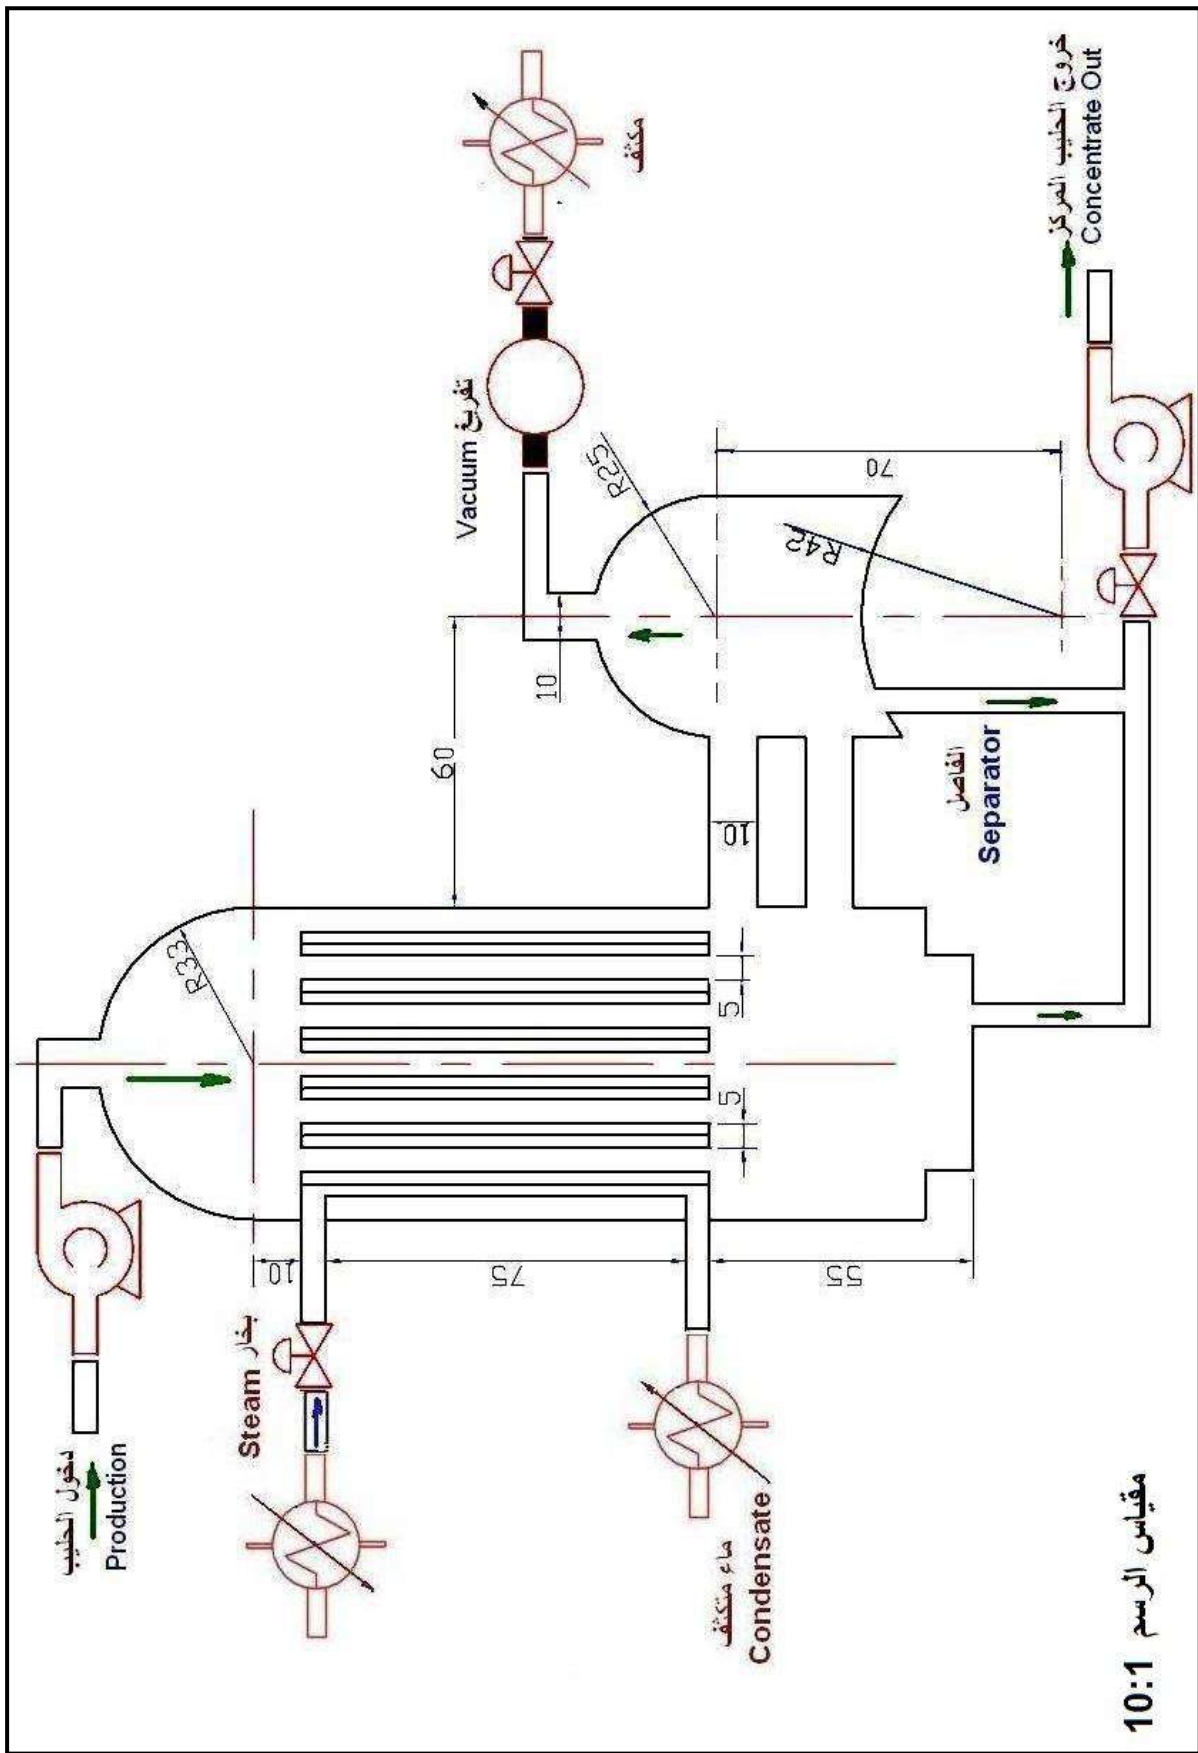 دخول الحليب
Production
بخار Steam
ماء متكثف
Condensate
Vacuum تفريغ
مكثف
الفاصل
Separator
خروج الحليب المركز
Concentrate Out
R33
R25
R42
60
70
10
10
5
5
10
75
55
مقياس الرسم 10:1